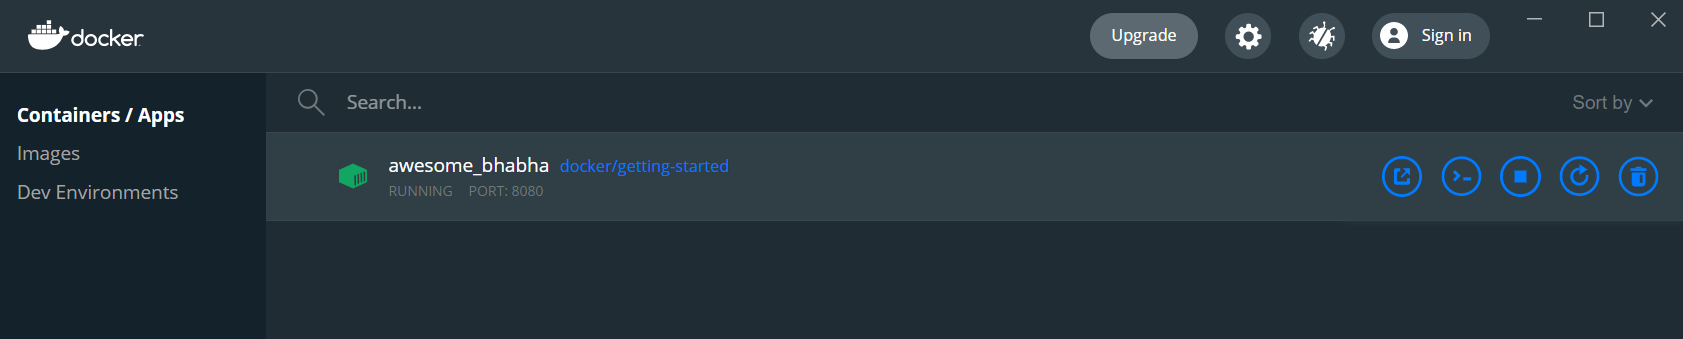 docker
Upgrade
Sign in
Containers / Apps
Images
Dev Environments
Search...
Sort by
awesome_bhabha docker/getting-started
RUNNING PORT: 8080